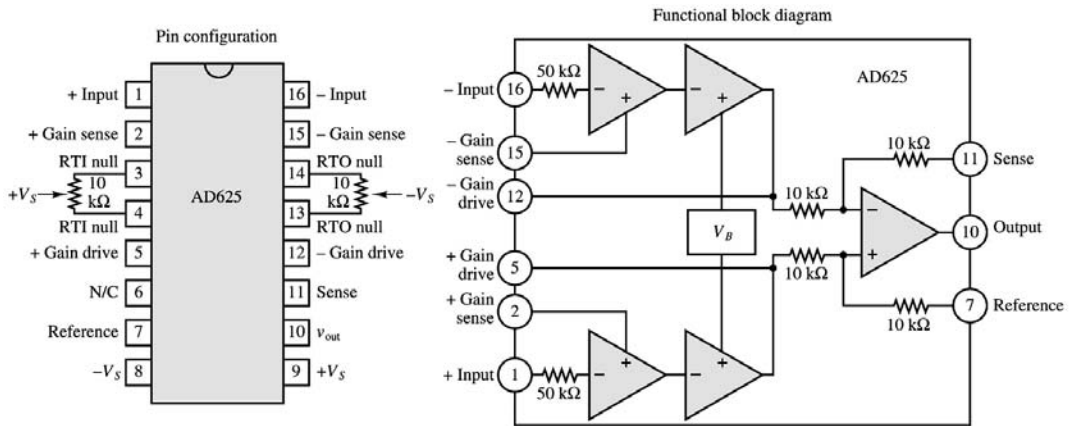 Pin configuration
+ Input 1
+ Gain sense 2
RTI null 3
+V_S 10 kΩ
RTI null 4
+ Gain drive 5
N/C 6
Reference 7
−V_S 8
AD625
16 − Input
15 − Gain sense
14 RTO null
10 kΩ −V_S
13 RTO null
12 − Gain drive
11 Sense
10 v_out
9 +V_S
Functional block diagram
AD625
− Input 16
50 kΩ
−
+
−
+
− Gain
sense 15
− Gain
drive 12
+ Gain
drive 5
+ Gain
sense 2
+ Input 1
50 kΩ
−
+
−
+
V_B
10 kΩ
10 kΩ
10 kΩ
10 kΩ
−
+
11 Sense
10 Output
7 Reference